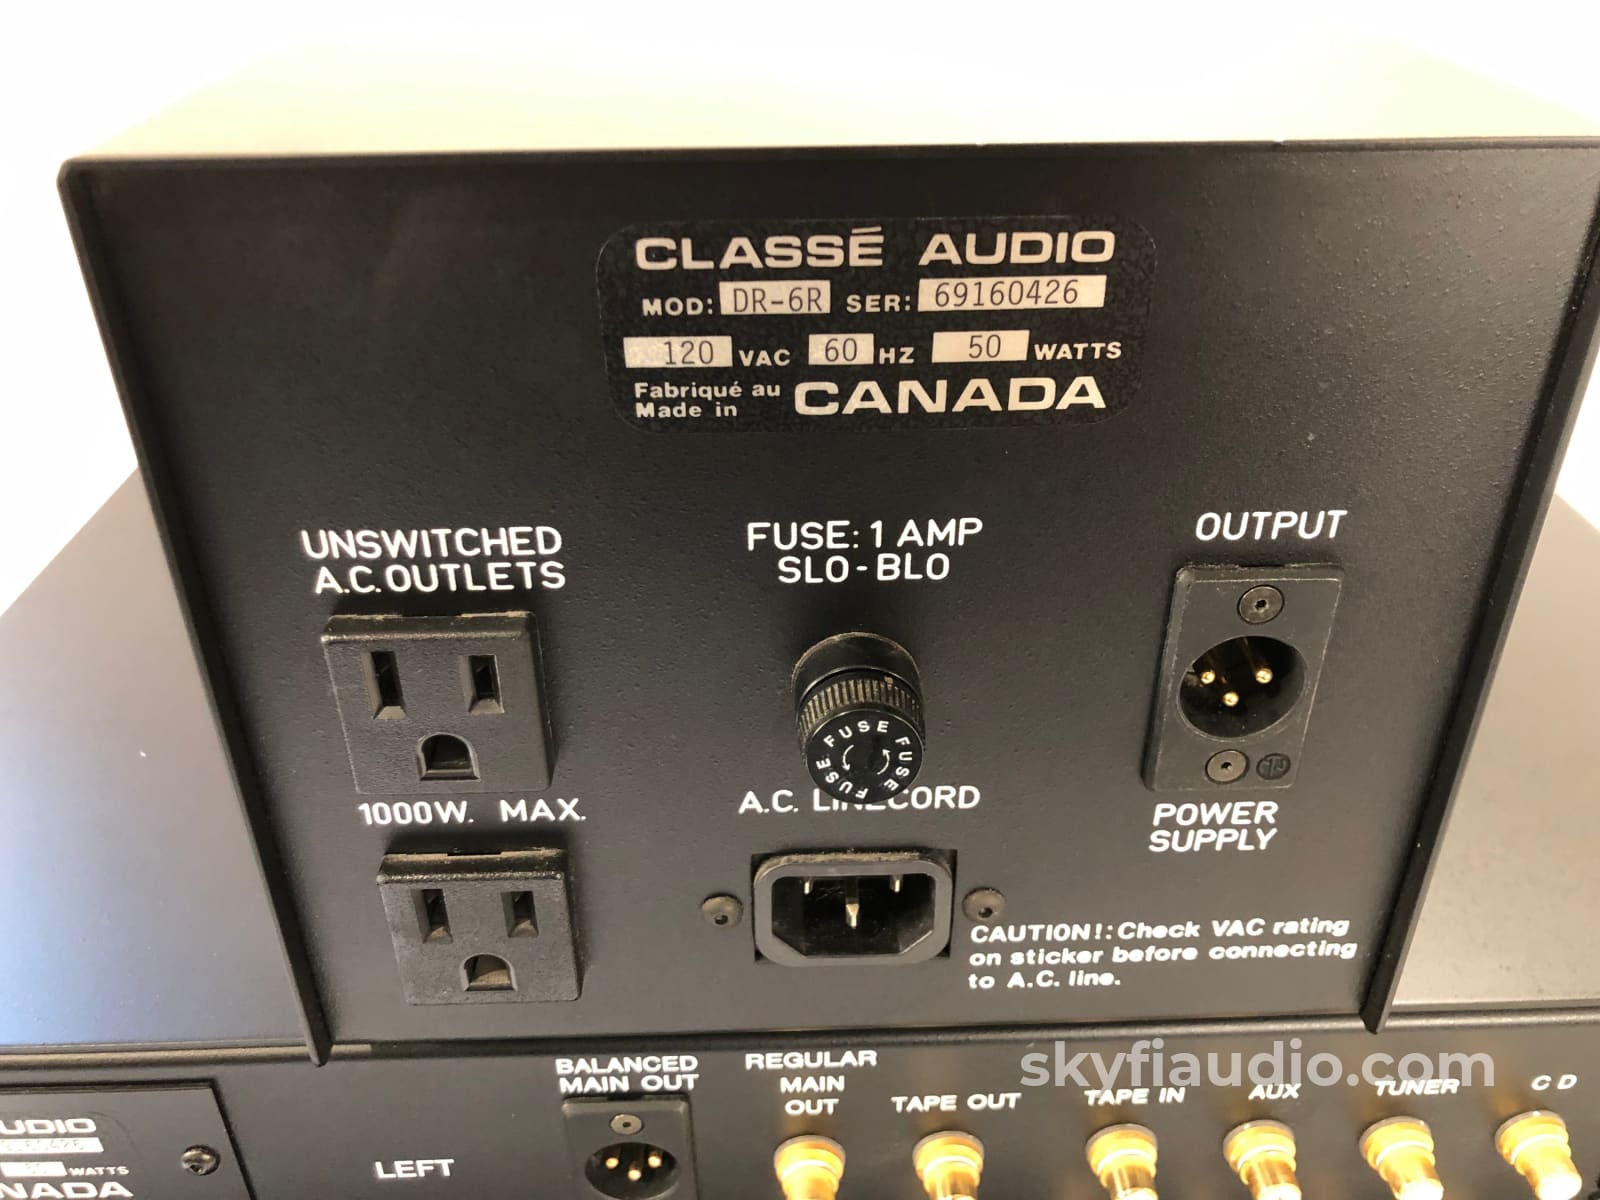 CLASSÉ AUDIO
MOD: DR-6R SER: 69160426
120 VAC 60 HZ 50 WATTS
Fabriqué au
Made in CANADA
UNSWITCHED
A.C. OUTLETS
1000W. MAX.
FUSE: 1 AMP
SLO-BLO
FUSE FUSE FUSE
A.C. LINECORD
OUTPUT
POWER
SUPPLY
CAUTION!: Check VAC rating
on sticker before connecting
to A.C. line.
skyfiaudio.com
UDIO
WATTS
NADA
LEFT
BALANCED
MAIN OUT
REGULAR
MAIN
OUT
TAPE OUT
TAPE IN
AUX
TUNER
CD